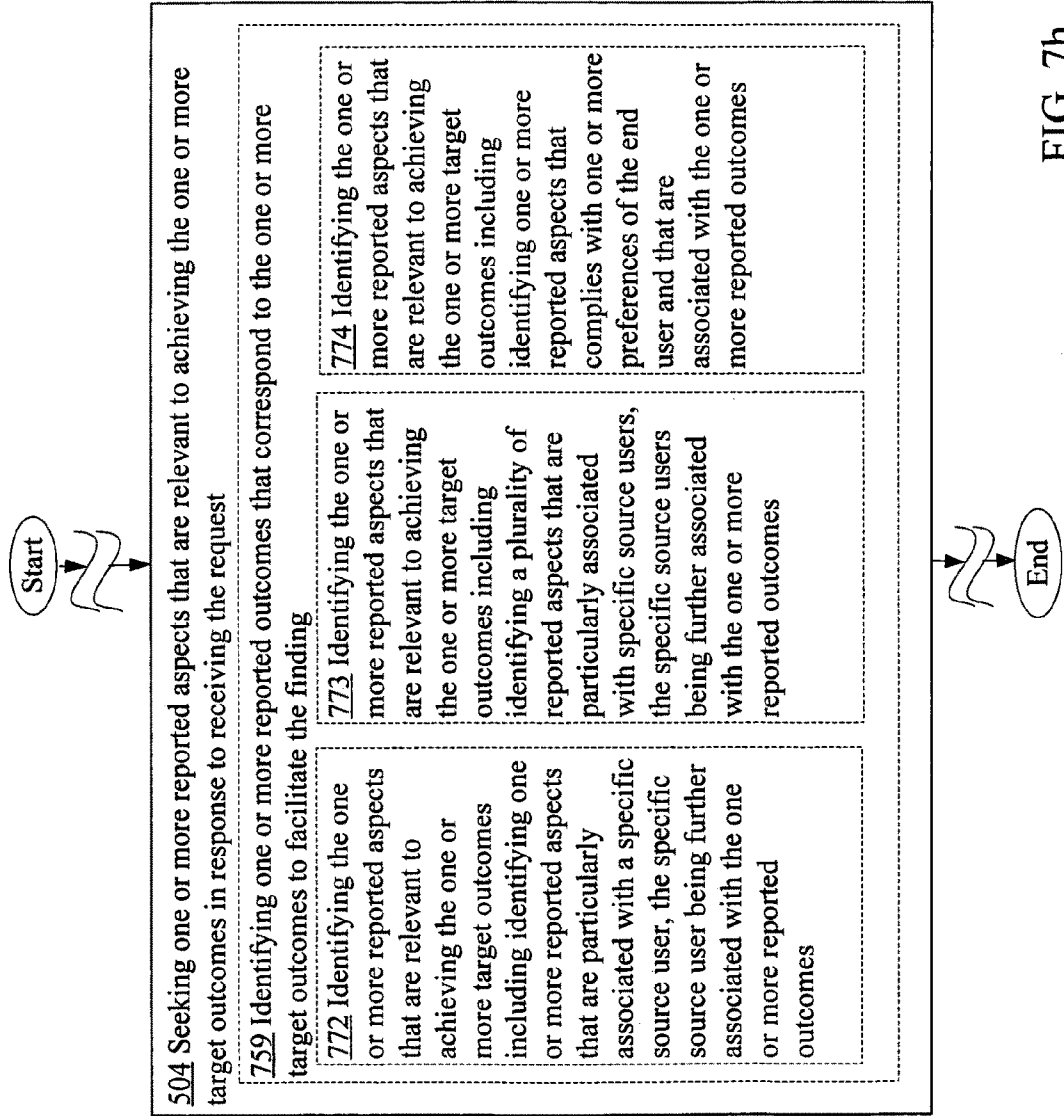 Start
504 Seeking one or more reported aspects that are relevant to achieving the one or more
target outcomes in response to receiving the request
759 Identifying one or more reported outcomes that correspond to the one or more
target outcomes to facilitate the finding
772 Identifying the one
or more reported aspects
that are relevant to
achieving the one or
more target outcomes
including identifying one
or more reported aspects
that are particularly
associated with a specific
source user, the specific
source user being further
associated with the one
or more reported
outcomes
773 Identifying the one or
more reported aspects that
are relevant to achieving
the one or more target
outcomes including
identifying a plurality of
reported aspects that are
particularly associated
with specific source users,
the specific source users
being further associated
with the one or more
reported outcomes
774 Identifying the one or
more reported aspects that
are relevant to achieving
the one or more target
outcomes including
identifying one or more
reported aspects that
complies with one or more
preferences of the end
user and that are
associated with the one or
more reported outcomes
End
FIG. 7h